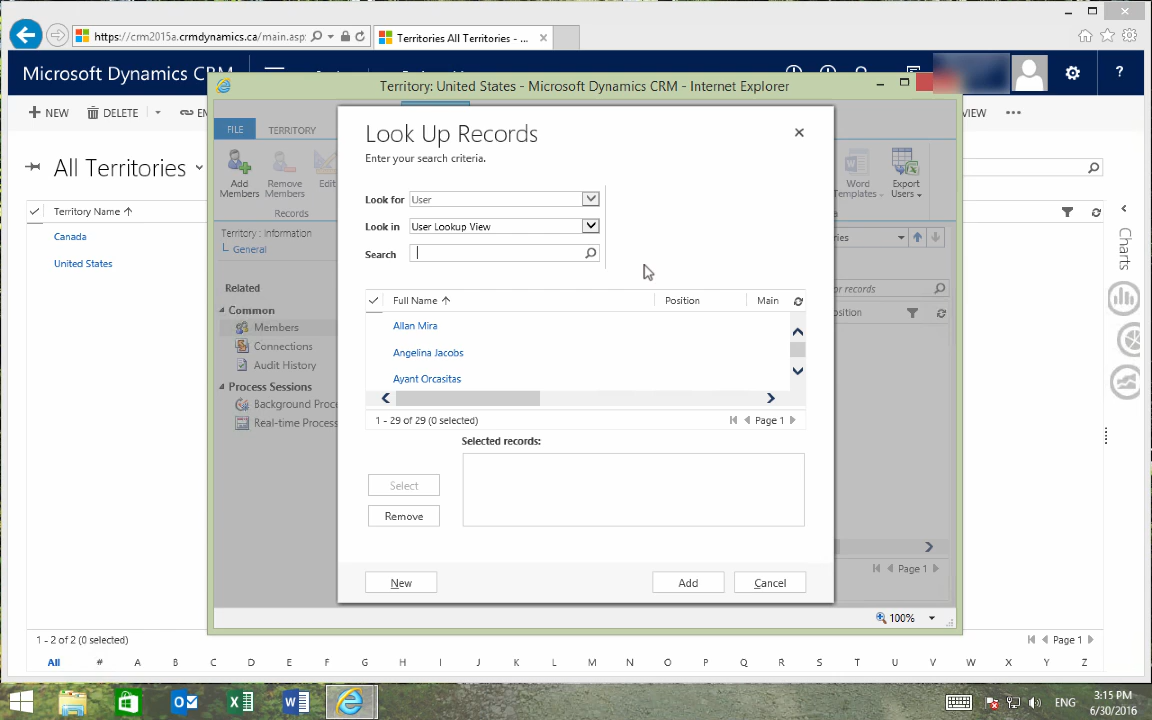 https://crm2015a.crmdynamics.ca/main.asp
Territories All Territories - ...
Microsoft Dynamics CRM
Territory: United States - Microsoft Dynamics CRM - Internet Explorer
NEW
DELETE
VIEW
All Territories
Territory Name
Canada
United States
FILE
TERRITORY
Add Members
Remove Members
Edit
Records
Word Templates
Export Users
Territory : Information
General
Related
Common
Members
Connections
Audit History
Process Sessions
Background Proce
Real-time Process
Look Up Records
Enter your search criteria.
Look for User
Look in User Lookup View
Search
Full Name Position Main
Allan Mira
Angelina Jacobs
Ayant Orcasitas
1 - 29 of 29 (0 selected)
Page 1
Selected records:
Select
Remove
New
Add
Cancel
or records
Page 1
100%
Charts
1 - 2 of 2 (0 selected)
Page 1
All # A B C D E F G H I J K L M N O P Q R S T U V W X Y Z
ENG
3:15 PM
6/30/2016